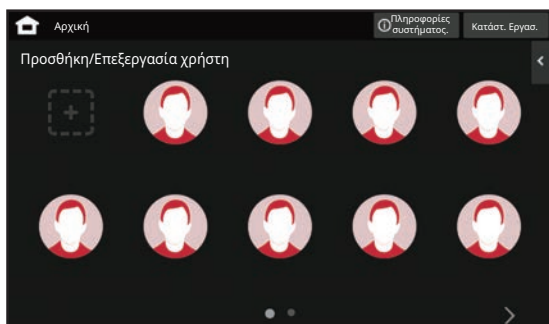 Αρχική
Πληροφορίες
συστήματος.
Κατάστ. Εργασ.
Προσθήκη/Επεξεργασία χρήστη